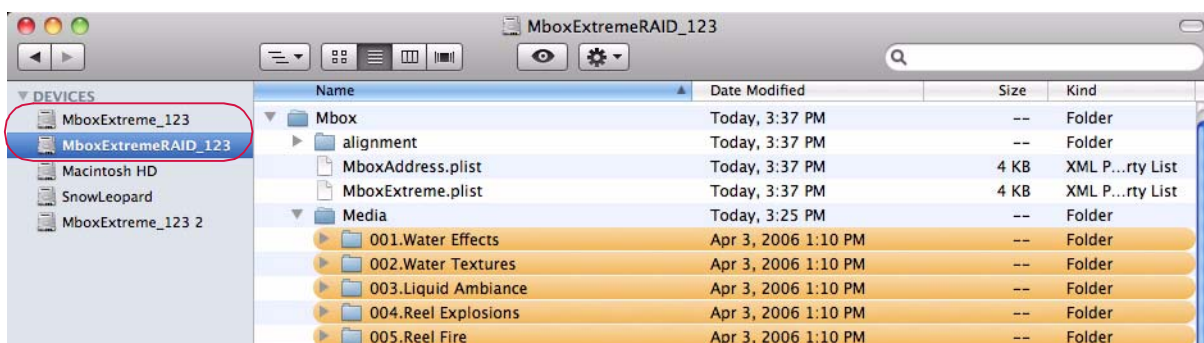 MboxExtremeRAID_123
DEVICES
MboxExtreme_123
MboxExtremeRAID_123
Macintosh HD
SnowLeopard
MboxExtreme_123 2
Name Date Modified Size Kind
Mbox Today, 3:37 PM -- Folder
alignment Today, 3:37 PM -- Folder
MboxAddress.plist Today, 3:37 PM 4 KB XML P...rty List
MboxExtreme.plist Today, 3:37 PM 4 KB XML P...rty List
Media Today, 3:25 PM -- Folder
001.Water Effects Apr 3, 2006 1:10 PM -- Folder
002.Water Textures Apr 3, 2006 1:10 PM -- Folder
003.Liquid Ambiance Apr 3, 2006 1:10 PM -- Folder
004.Reel Explosions Apr 3, 2006 1:10 PM -- Folder
005.Reel Fire Apr 3, 2006 1:10 PM -- Folder